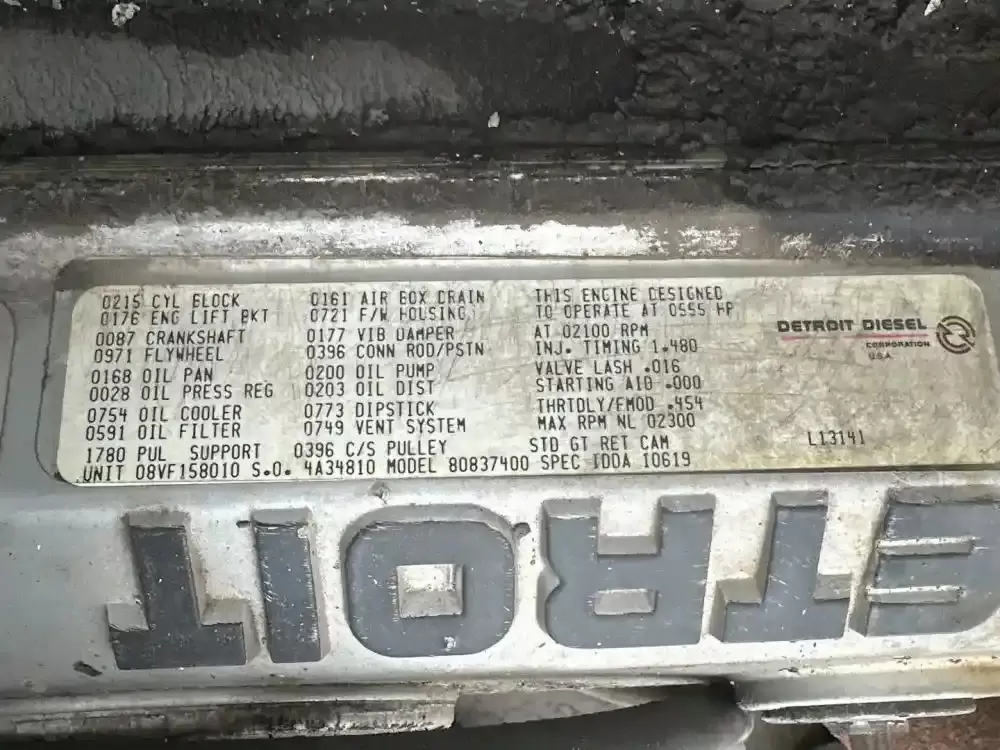 0215 CYL BLOCK 0161 AIR BOX DRAIN THIS ENGINE DESIGNED
0176 ENG LIFT BKT 0721 F/W HOUSING TO OPERATE AT 0555 HP
0087 CRANKSHAFT 0177 VIB DAMPER AT 02100 RPM
0971 FLYWHEEL 0396 CONN ROD/PSTN INJ. TIMING 1.480
0168 OIL PAN 0200 OIL PUMP VALVE LASH .016
0028 OIL PRESS REG 0203 OIL DIST STARTING AID .000
0754 OIL COOLER 0773 DIPSTICK THRTDLY/FMOD .454
0591 OIL FILTER 0749 VENT SYSTEM MAX RPM NL 02300
1780 PUL SUPPORT 0396 C/S PULLEY STD GT RET CAM
UNIT 08VF158010 S.O. 4A34810 MODEL 80837400 SPEC IDDA I0619
DETROIT DIESEL
CORPORATION
USA
L13141
ETROIT